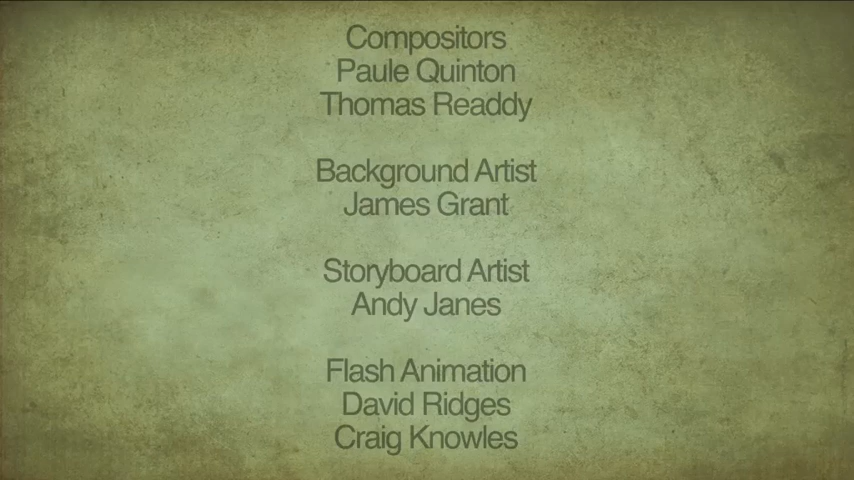 Compositors
Paule Quinton
Thomas Readdy
Background Artist
James Grant
Storyboard Artist
Andy Janes
Flash Animation
David Ridges
Craig Knowles